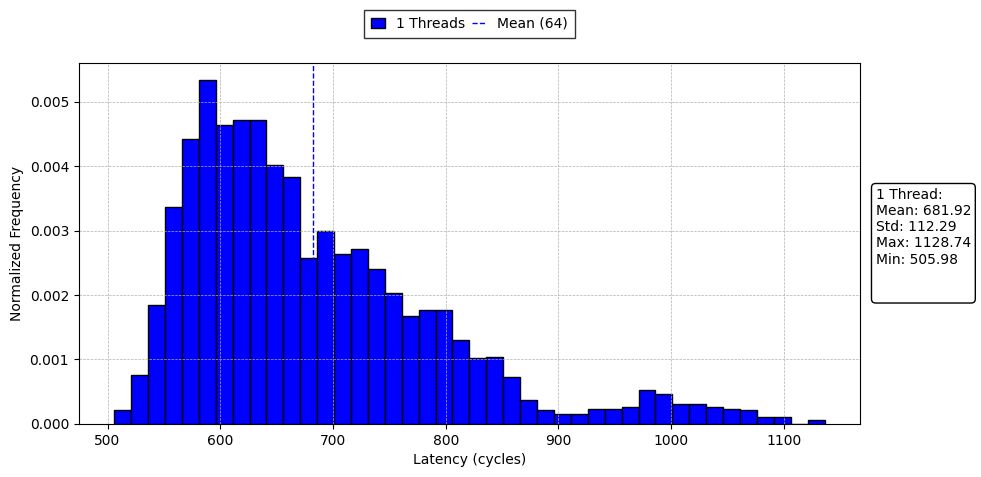 1 Threads
Mean (64)
Normalized Frequency
0.005
0.004
0.003
0.002
0.001
0.000
500
600
700
800
900
1000
1100
Latency (cycles)
1 Thread:
Mean: 681.92
Std: 112.29
Max: 1128.74
Min: 505.98